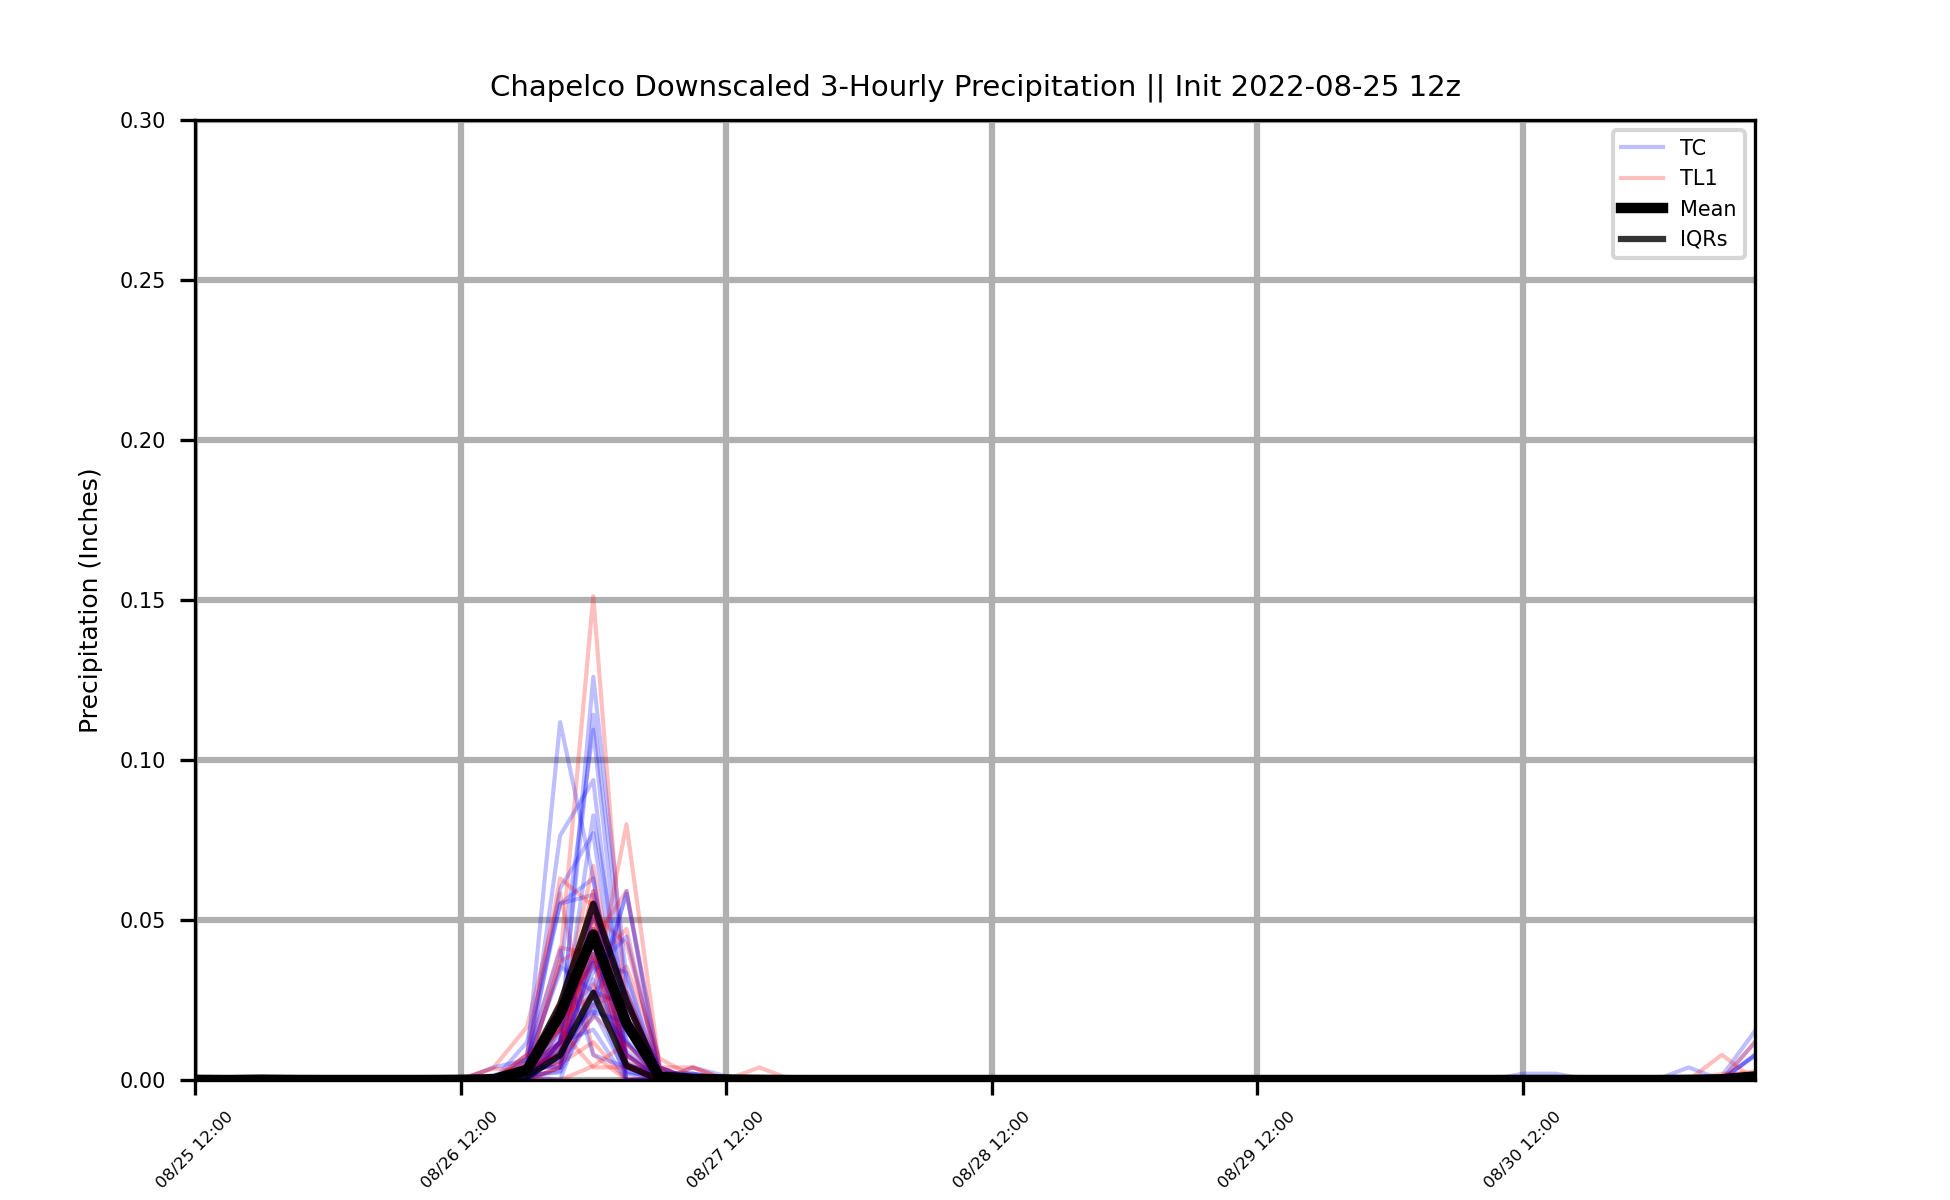 Chapelco Downscaled 3-Hourly Precipitation || Init 2022-08-25 12z
0.30
0.25
0.20
0.15
0.10
0.05
0.00
Precipitation (Inches)
TC
TL1
Mean
IQRs
08/25 12:00
08/26 12:00
08/27 12:00
08/28 12:00
08/29 12:00
08/30 12:00